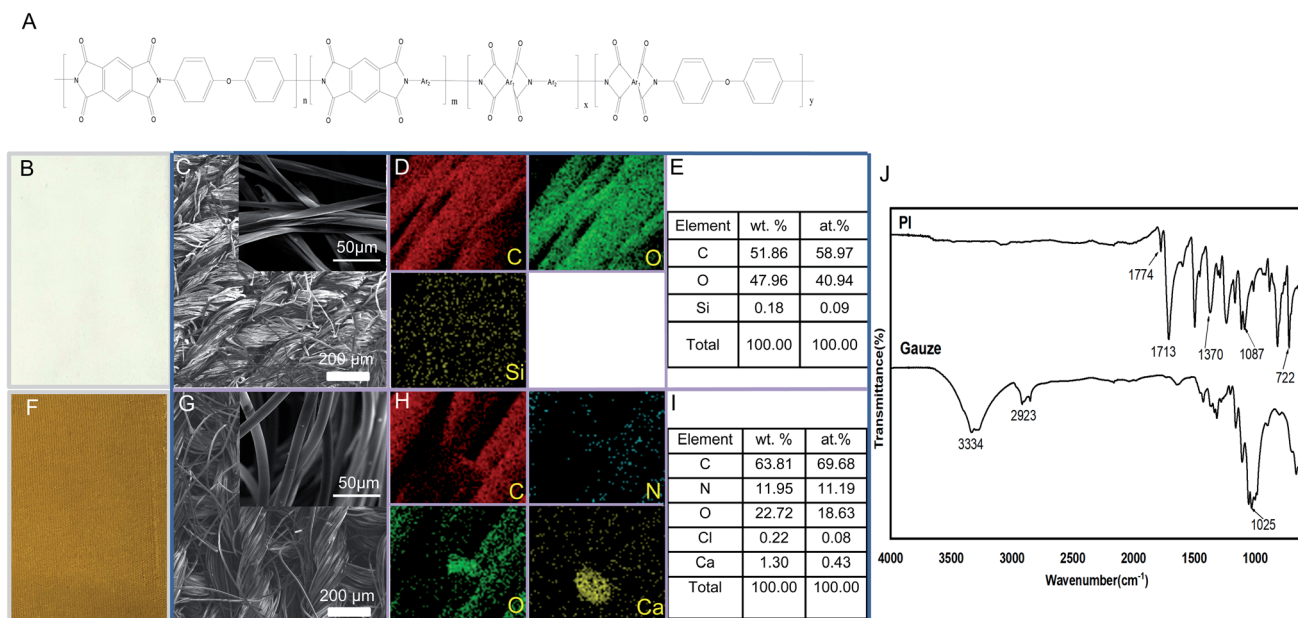 A
O O O O O O O O
N N O n N N Ar₂ m N Ar₁ N Ar₂ x N Ar₁ N O y
O O O O O O O O
B
C
50μm
200 μm
D
C
O
Si
E
Element wt. % at.%
C 51.86 58.97
O 47.96 40.94
Si 0.18 0.09
Total 100.00 100.00
F
G
50μm
200 μm
H
C
N
O
Ca
I
Element wt. % at.%
C 63.81 69.68
N 11.95 11.19
O 22.72 18.63
Cl 0.22 0.08
Ca 1.30 0.43
Total 100.00 100.00
J
PI
1774
1713
1370
1087
722
Gauze
3334
2923
1025
Transmittance(%)
4000 3500 3000 2500 2000 1500 1000
Wavenumber(cm⁻¹)